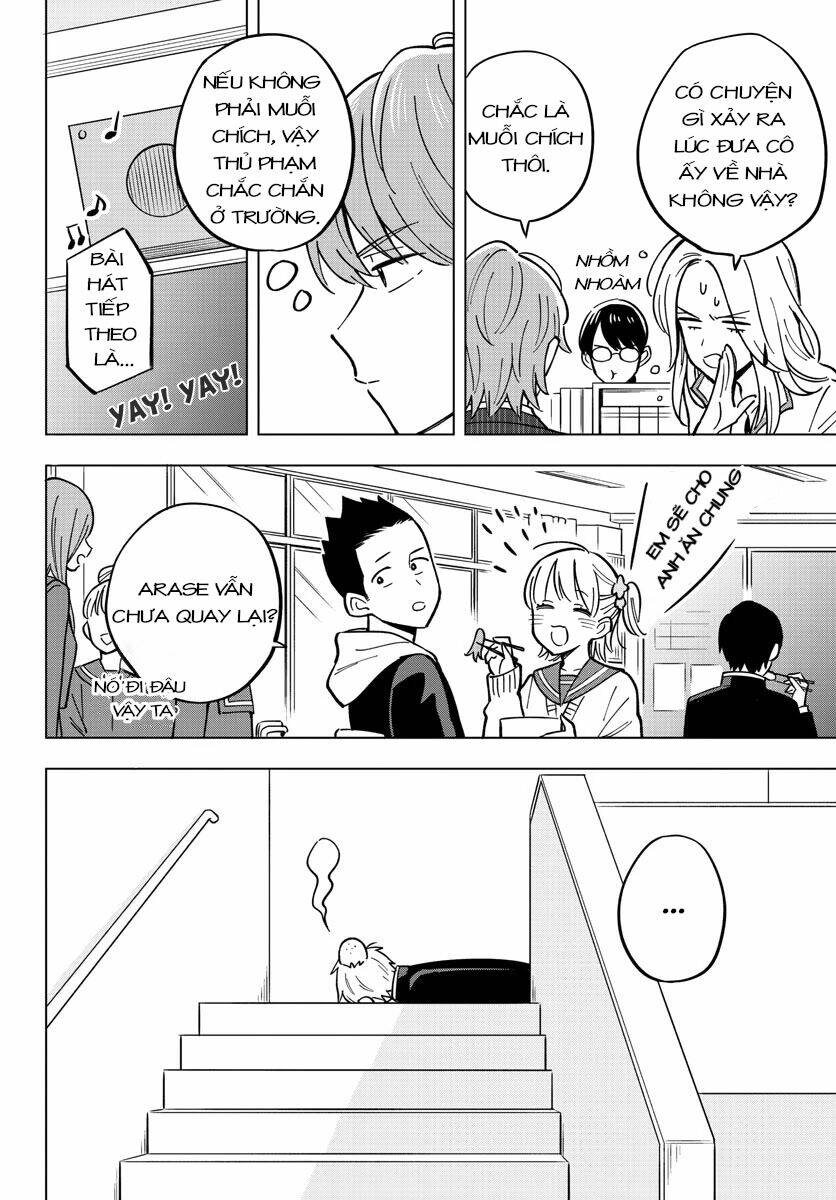 CÓ CHUYỆN
GÌ XẢY RA
LÚC ĐƯA CÔ
ẤY VỀ NHÀ
KHÔNG VẬY?
CHẮC LÀ
MUỖI CHÍCH
THÔI.
NHỒM
NHOÀM
NẾU KHÔNG
PHẢI MUỖI
CHÍCH, VẬY
THỦ PHẠM
CHẮC CHẮN
Ở TRƯỜNG.
BÀI
HÁT
TIẾP
THEO
LÀ...
YAY! YAY!
EM SẼ CHO
ANH ĂN CHUNG
ARASE VẪN
CHƯA QUAY LẠI?
NÓ ĐI ĐÂU
VẬY TA
...